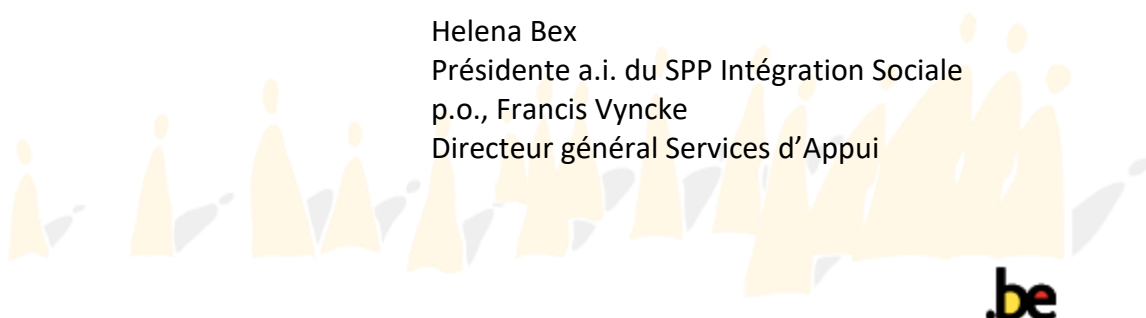 Helena Bex
Présidente a.i. du SPP Intégration Sociale
p.o., Francis Vyncke
Directeur général Services d’Appui
.be